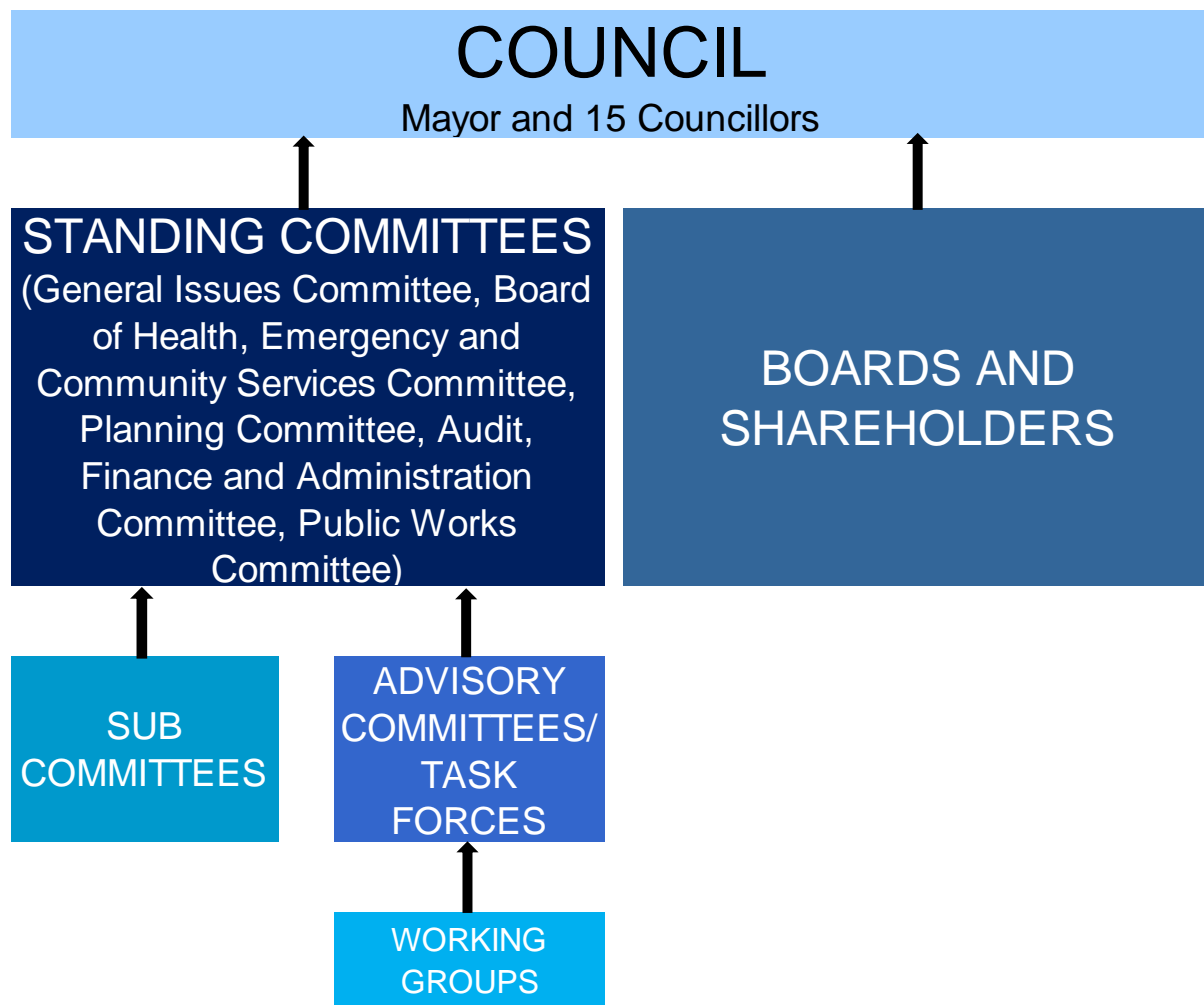 COUNCIL
Mayor and 15 Councillors
STANDING COMMITTEES
(General Issues Committee, Board
of Health, Emergency and
Community Services Committee,
Planning Committee, Audit,
Finance and Administration
Committee, Public Works
Committee)
BOARDS AND
SHAREHOLDERS
SUB
COMMITTEES
ADVISORY
COMMITTEES/
TASK
FORCES
WORKING
GROUPS